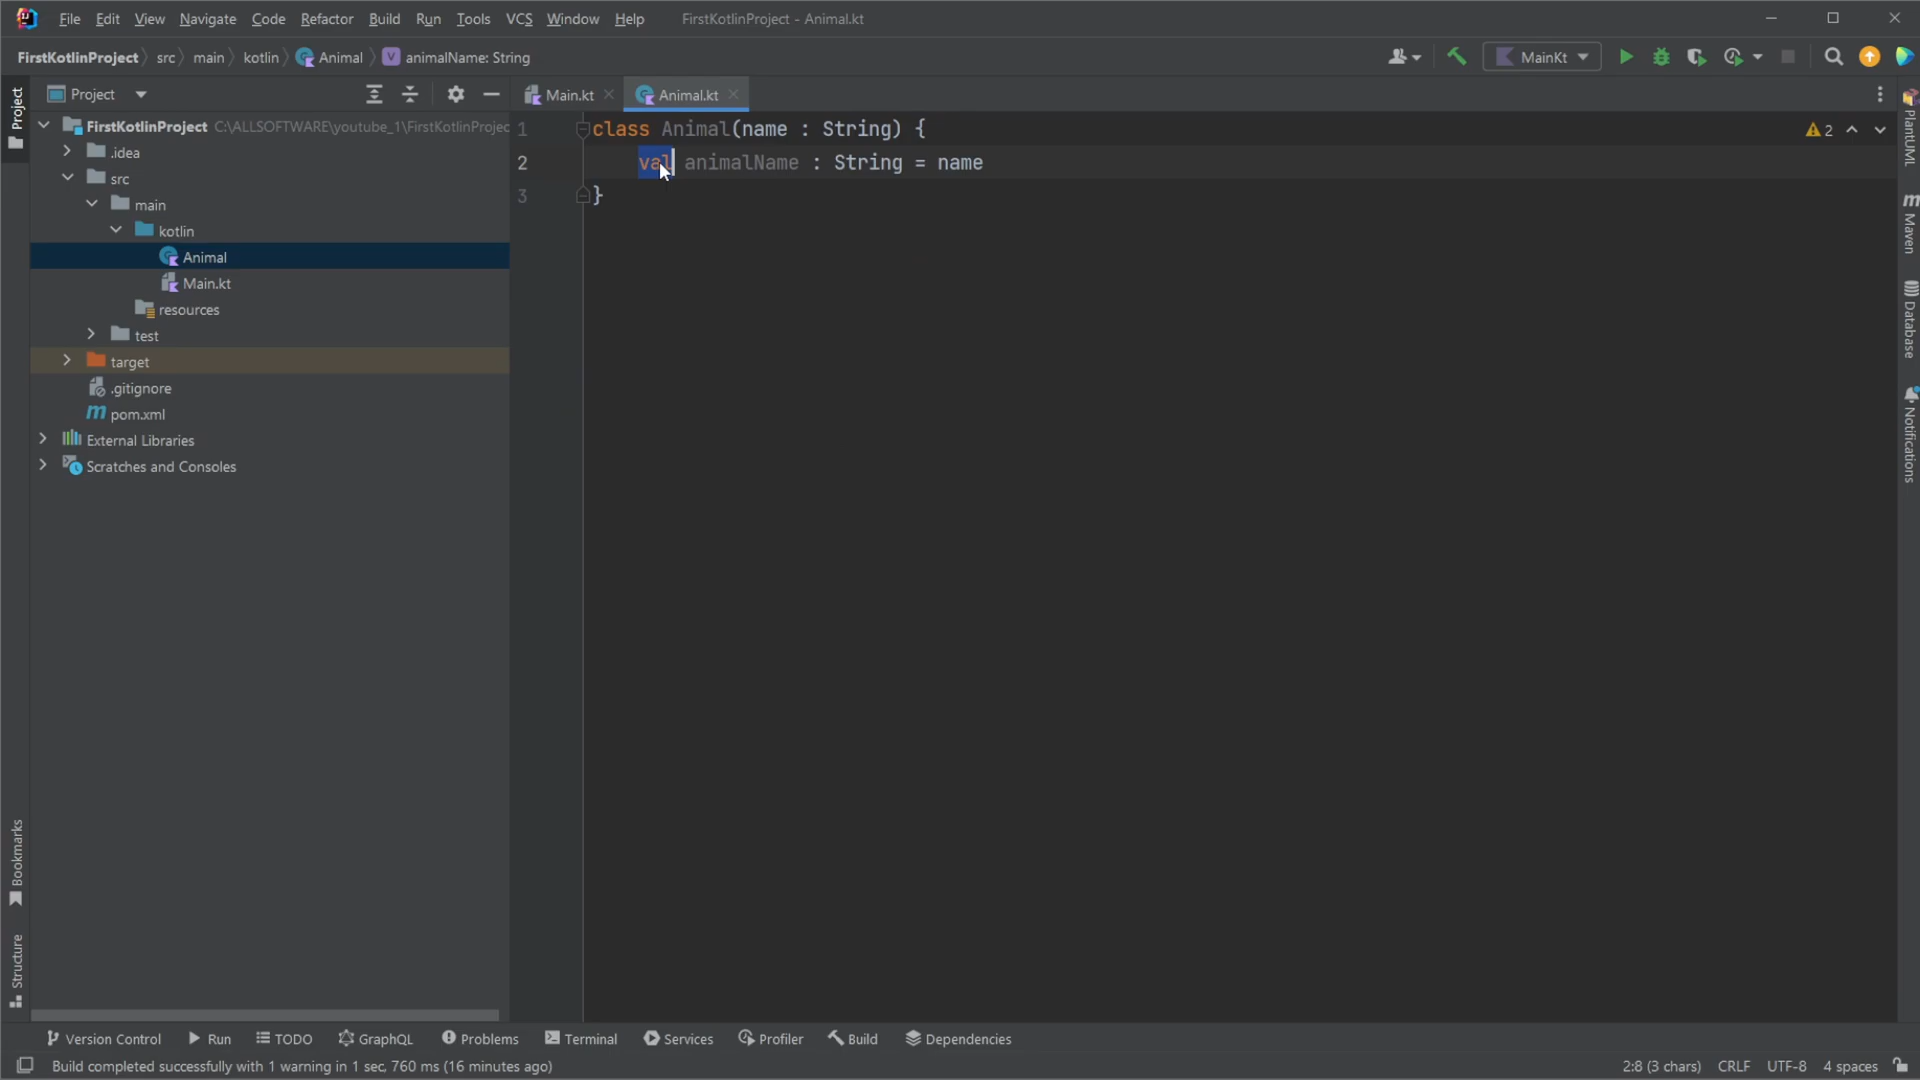 File Edit View Navigate Code Refactor Build Run Tools VCS Window Help FirstKotlinProject - Animal.kt
FirstKotlinProject src main kotlin Animal animalName: String MainKt
Project
Main.kt Animal.kt
Project
FirstKotlinProject C:\ALLSOFTWARE\youtube_1\FirstKotlinProjec
.idea
src
main
kotlin
Animal
Main.kt
resources
test
target
.gitignore
pom.xml
External Libraries
Scratches and Consoles
1 class Animal(name : String) {
2 val animalName : String = name
3 }
2
PlantUML
Maven
Database
Notifications
Bookmarks
Structure
Version Control Run TODO GraphQL Problems Terminal Services Profiler Build Dependencies
Build completed successfully with 1 warning in 1 sec, 760 ms (16 minutes ago) 2:8 (3 chars) CRLF UTF-8 4 spaces